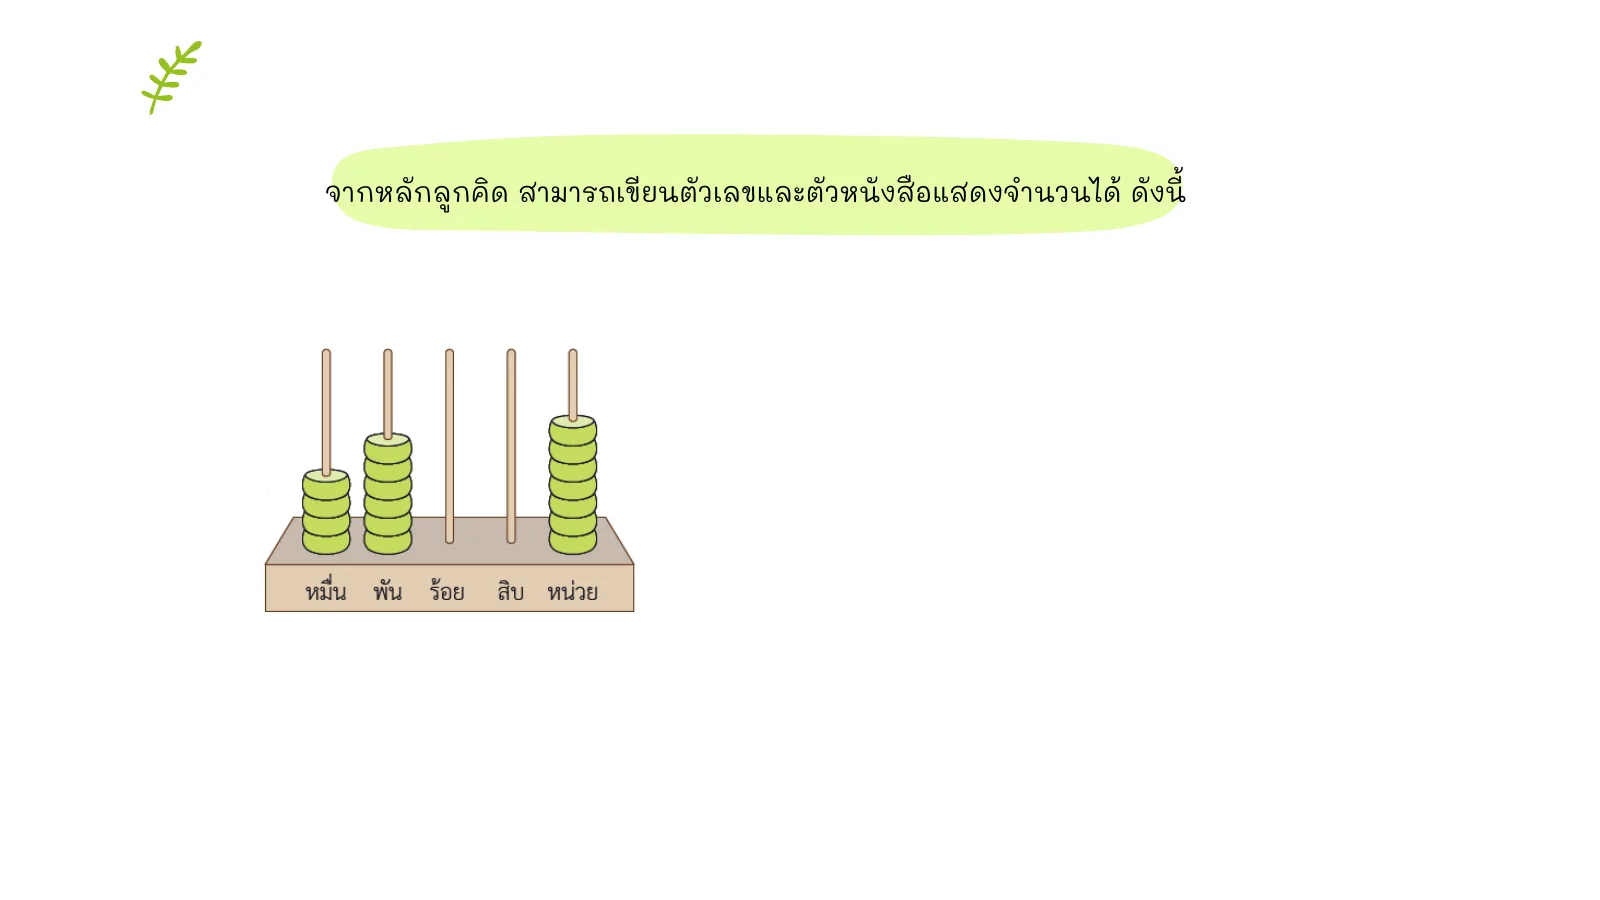 จากหลักลูกคิด สามารถเขียนตัวเลขและตัวหนังสือแสดงจำนวนได้ ดังนี้
หมื่น พัน ร้อย สิบ หน่วย